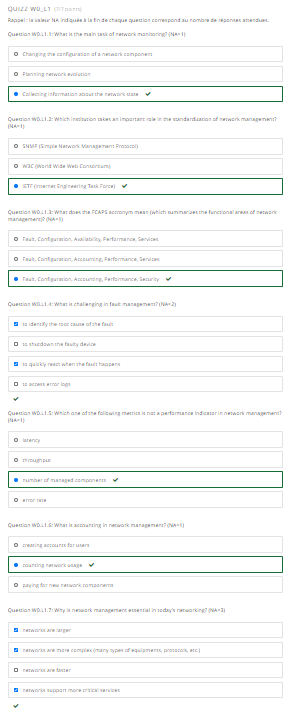 QUIZZ W0_L1 (7/7 points)
Rappel : la valeur NA indiquée à la fin de chaque question correspond au nombre de réponses attendues.
Question W0.L1.1: What is the main task of network monitoring? (NA=1)
Changing the configuration of a network component
Planning network evolution
Collecting information about the network state
Question W0.L1.2: Which institution takes an important role in the standardization of network management?
(NA=1)
SNMP (Simple Network Management Protocol)
W3C (World Wide Web Consortium)
IETF (Internet Engineering Task Force)
Question W0.L1.3: What does the FCAPS accronym mean (which summarizes the functional areas of network
management)? (NA=1)
Fault, Configuration, Availability, Performance, Services
Fault, Configuration, Accounting, Performance, Services
Fault, Configuration, Accounting, Performance, Security
Question W0.L1.4: What is challenging in fault management? (NA=2)
to identify the root cause of the fault
to shutdown the faulty device
to quickly react when the fault happens
to access error logs
Question W0.L1.5: Which one of the following metrics is not a performance indicator in network management?
(NA=1)
latency
throughput
number of managed components
error rate
Question W0.L1.6: What is accounting in network management? (NA=1)
creating accounts for users
counting network usage
paying for new network components
Question W0.L1.7: Why is network management essential in today's networking? (NA=3)
networks are larger
networks are more complex (many types of equipments, protocols, etc.)
networks are faster
networks support more critical services